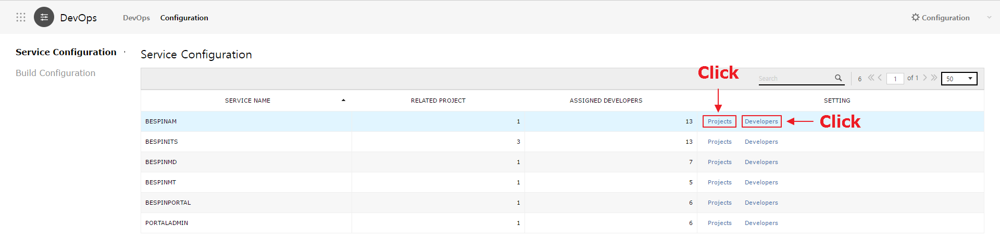 DevOps DevOps Configuration Configuration
Service Configuration
Build Configuration
Service Configuration
Click
Search 6 1 of 1 50
SERVICE NAME RELATED PROJECT ASSIGNED DEVELOPERS SETTING
BESPINAM 1 13 Projects Developers Click
BESPINITS 3 13 Projects Developers
BESPINMD 1 7 Projects Developers
BESPINMT 1 5 Projects Developers
BESPINPORTAL 1 6 Projects Developers
PORTALADMIN 1 6 Projects Developers